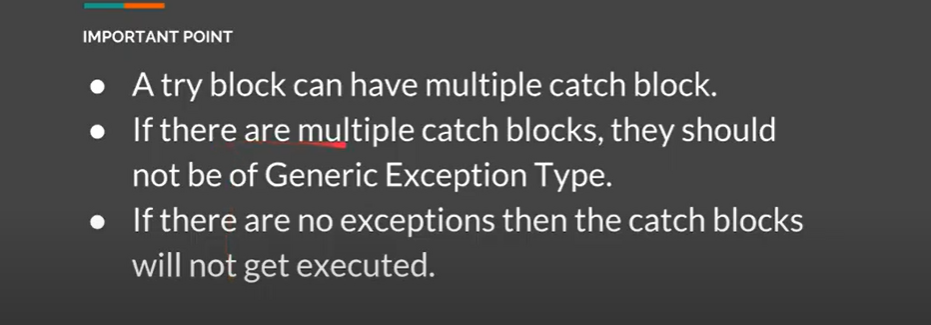 IMPORTANT POINT
● A try block can have multiple catch block.
● If there are multiple catch blocks, they should
not be of Generic Exception Type.
● If there are no exceptions then the catch blocks
will not get executed.